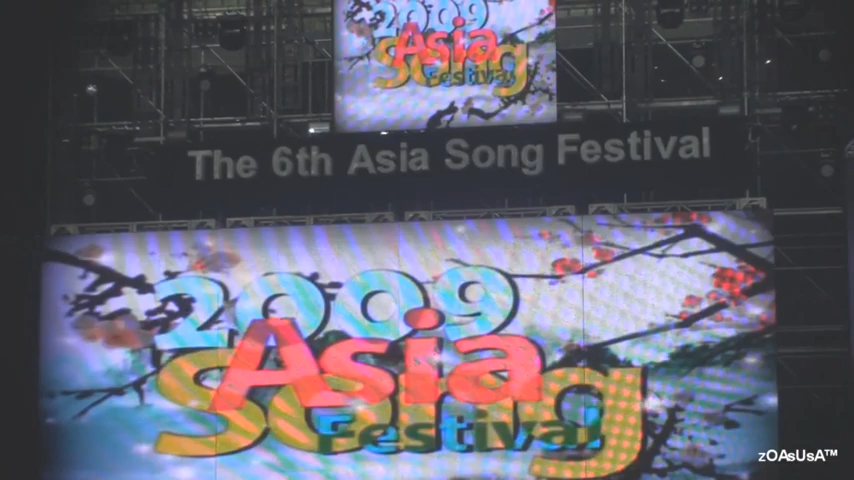 2009
Asia
Song
Festival
The 6th Asia Song Festival
2009
Asia
Song
Festival
zOAsUsA™